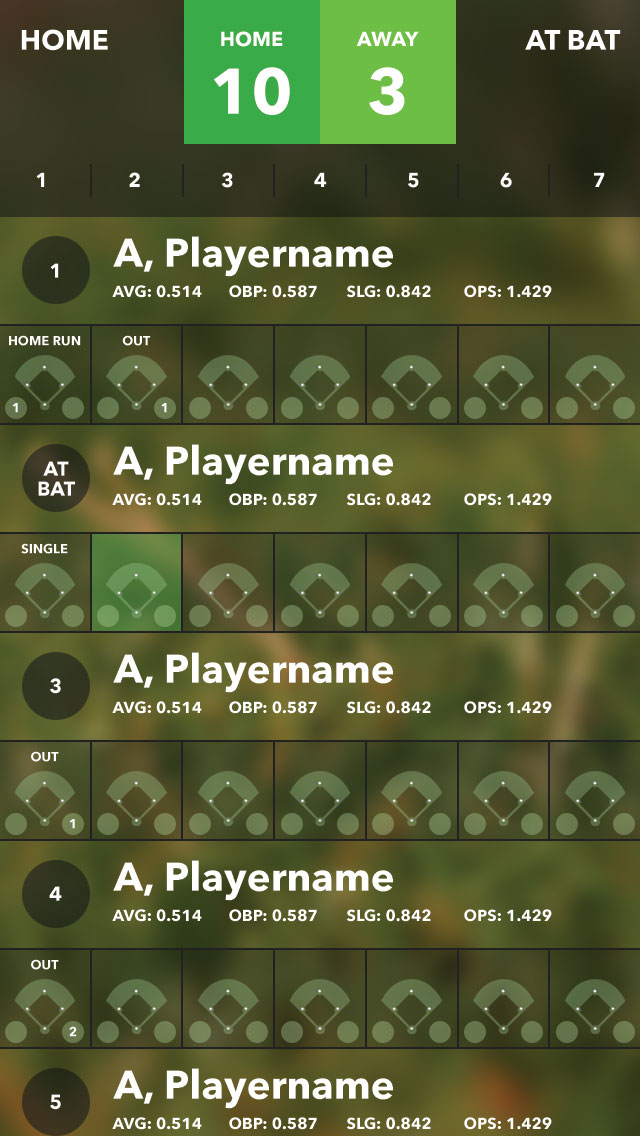 HOME
HOME AWAY
AT BAT
10 3
1 2 3 4 5 6 7
1
A, Playername
AVG: 0.514 OBP: 0.587 SLG: 0.842 OPS: 1.429
HOME RUN OUT
1 1
AT
BAT
A, Playername
AVG: 0.514 OBP: 0.587 SLG: 0.842 OPS: 1.429
SINGLE
3
A, Playername
AVG: 0.514 OBP: 0.587 SLG: 0.842 OPS: 1.429
OUT
1
4
A, Playername
AVG: 0.514 OBP: 0.587 SLG: 0.842 OPS: 1.429
OUT
2
5
A, Playername
AVG: 0.514 OBP: 0.587 SLG: 0.842 OPS: 1.429